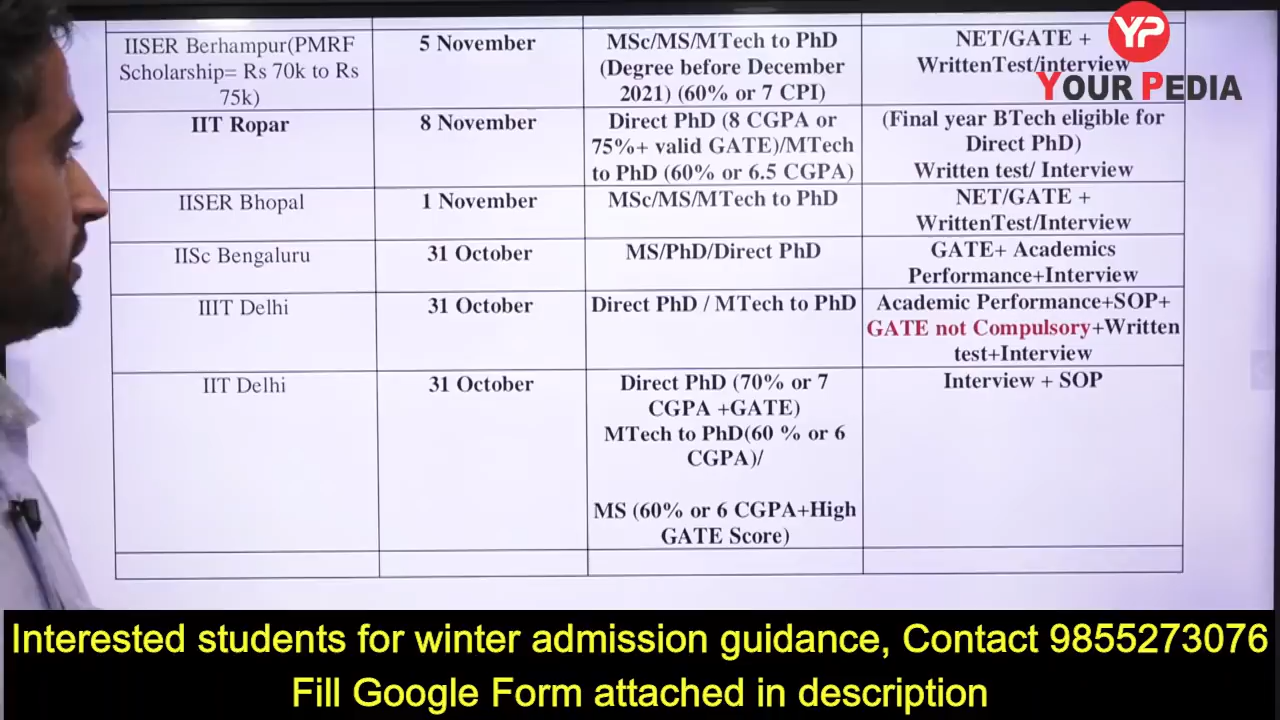 YP
YOUR PEDIA
IISER Berhampur(PMRF
Scholarship= Rs 70k to Rs
75k)
5 November
MSc/MS/MTech to PhD
(Degree before December
2021) (60% or 7 CPI)
NET/GATE +
WrittenTest/interview
IIT Ropar
8 November
Direct PhD (8 CGPA or
75%+ valid GATE)/MTech
to PhD (60% or 6.5 CGPA)
(Final year BTech eligible for
Direct PhD)
Written test/ Interview
IISER Bhopal
1 November
MSc/MS/MTech to PhD
NET/GATE +
WrittenTest/Interview
IISc Bengaluru
31 October
MS/PhD/Direct PhD
GATE+ Academics
Performance+Interview
IIIT Delhi
31 October
Direct PhD / MTech to PhD
Academic Performance+SOP+
GATE not Compulsory+Written
test+Interview
IIT Delhi
31 October
Direct PhD (70% or 7
CGPA +GATE)
MTech to PhD(60 % or 6
CGPA)/
MS (60% or 6 CGPA+High
GATE Score)
Interview + SOP
Interested students for winter admission guidance, Contact 9855273076
Fill Google Form attached in description